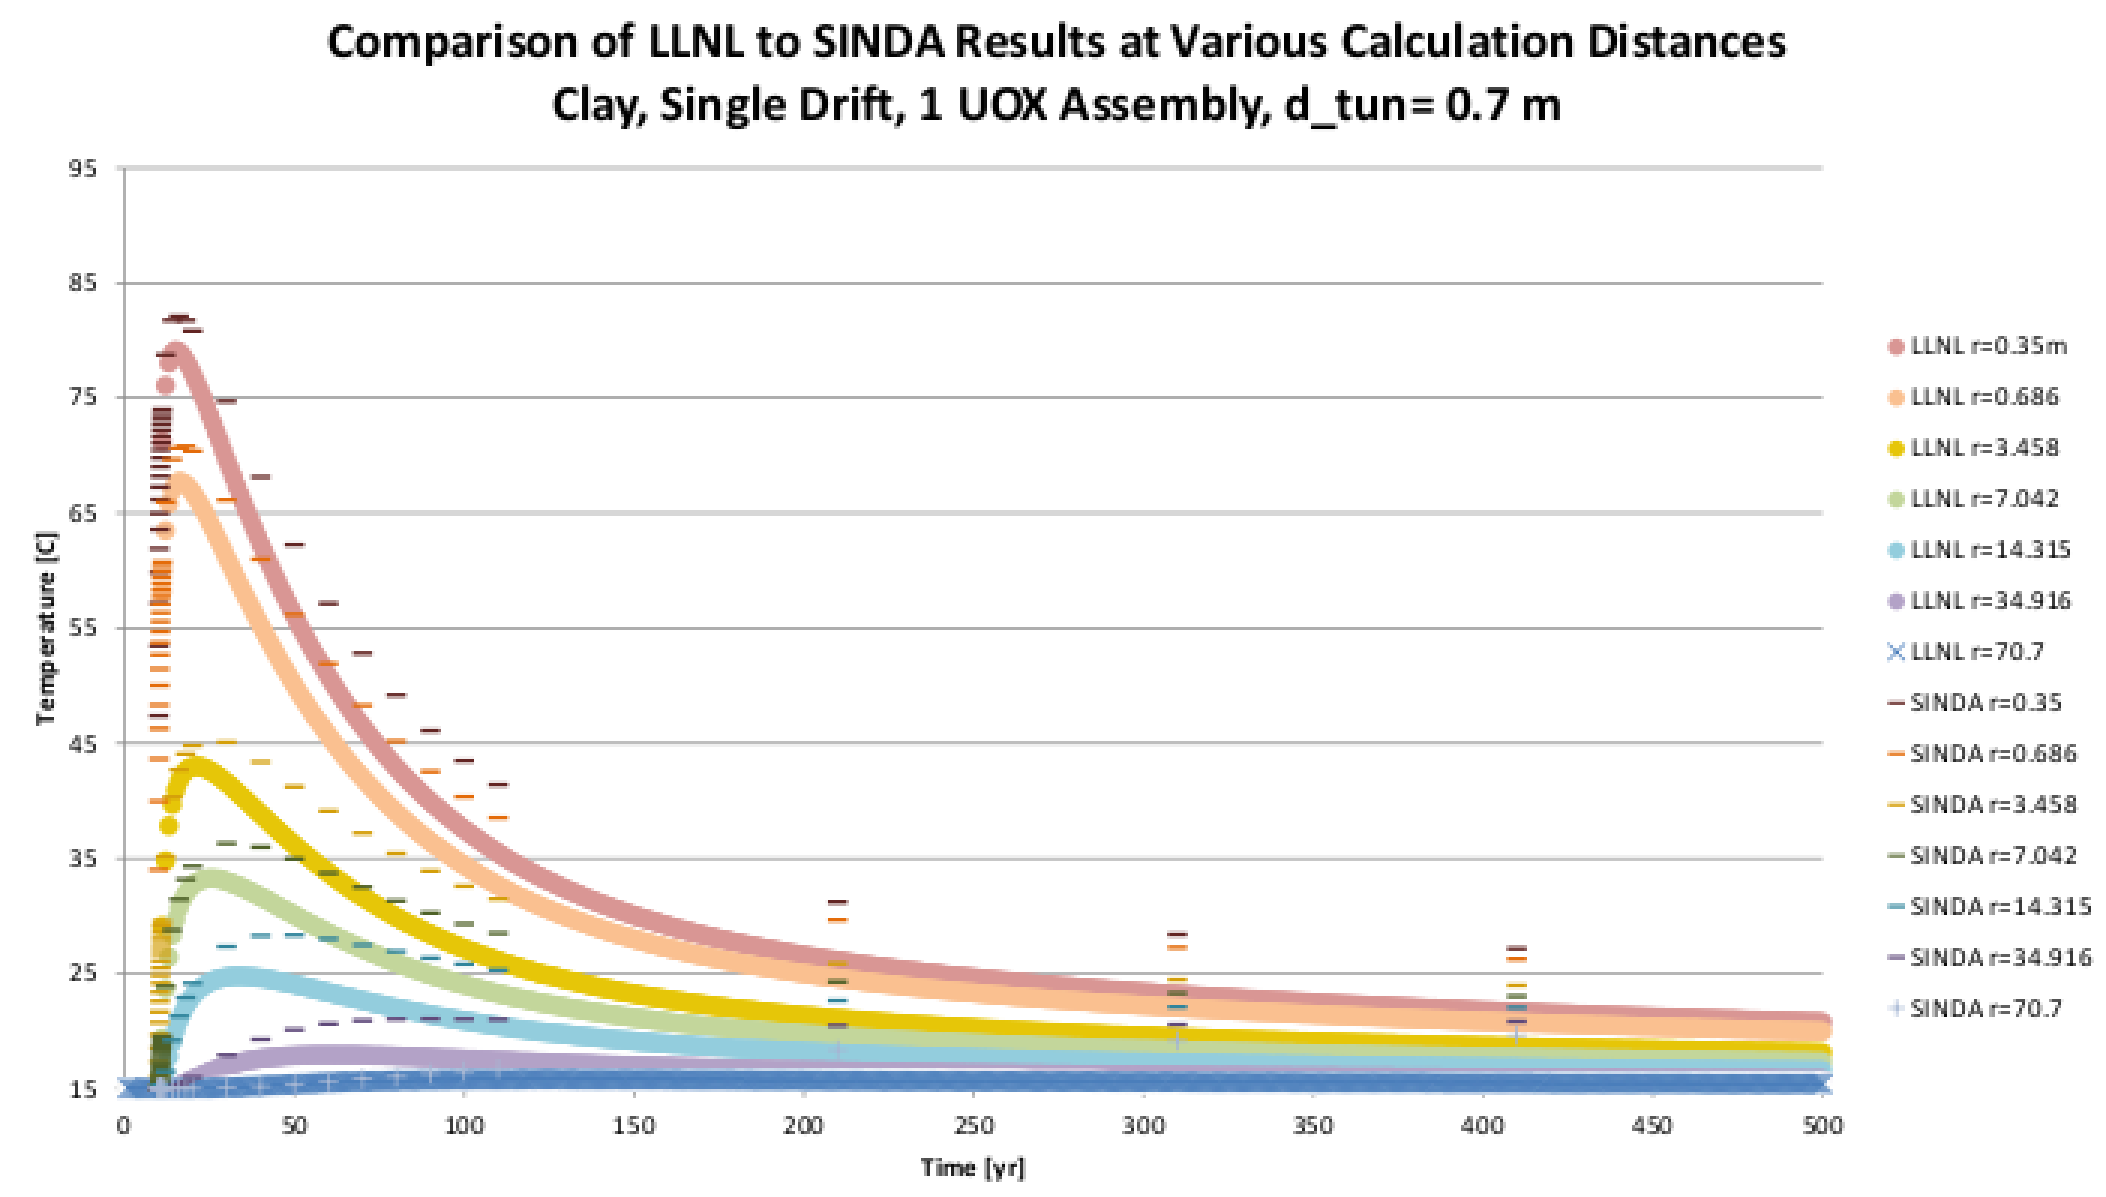 Comparison of LLNL to SINDA Results at Various Calculation Distances
Clay, Single Drift, 1 UOX Assembly, d_tun= 0.7 m
95
85
75
65
55
45
35
25
15
Temperature [C]
0 50 100 150 200 250 300 350 400 450 500
Time [yr]
LLNL r=0.35m
LLNL r=0.686
LLNL r=3.458
LLNL r=7.042
LLNL r=14.315
LLNL r=34.916
LLNL r=70.7
SINDA r=0.35
SINDA r=0.686
SINDA r=3.458
SINDA r=7.042
SINDA r=14.315
SINDA r=34.916
SINDA r=70.7